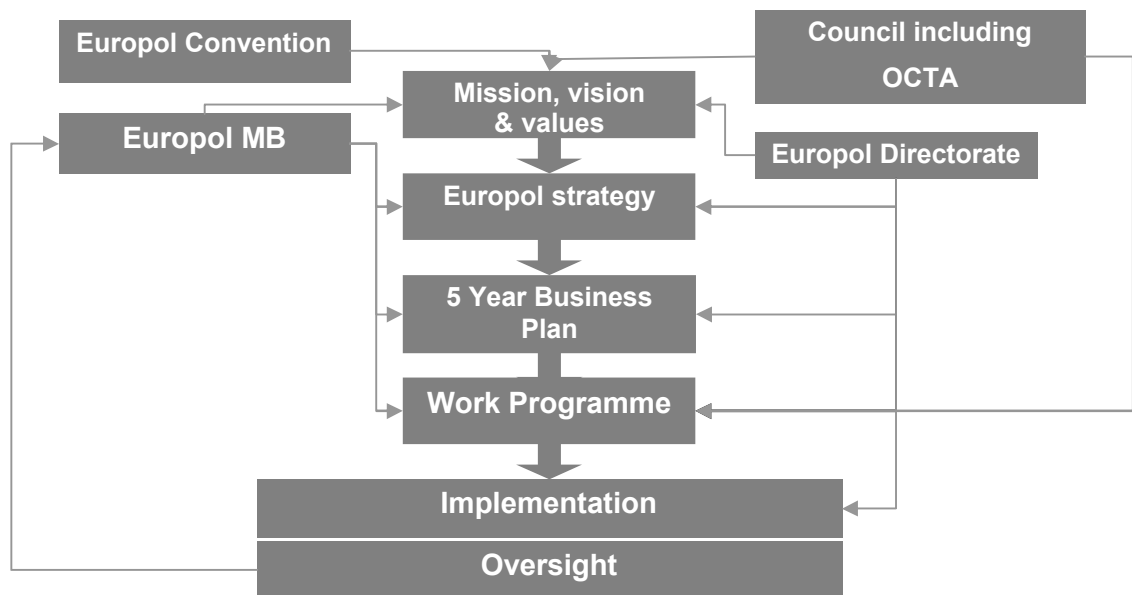 Europol Convention
Council including
OCTA
Mission, vision
& values
Europol MB
Europol Directorate
Europol strategy
5 Year Business
Plan
Work Programme
Implementation
Oversight